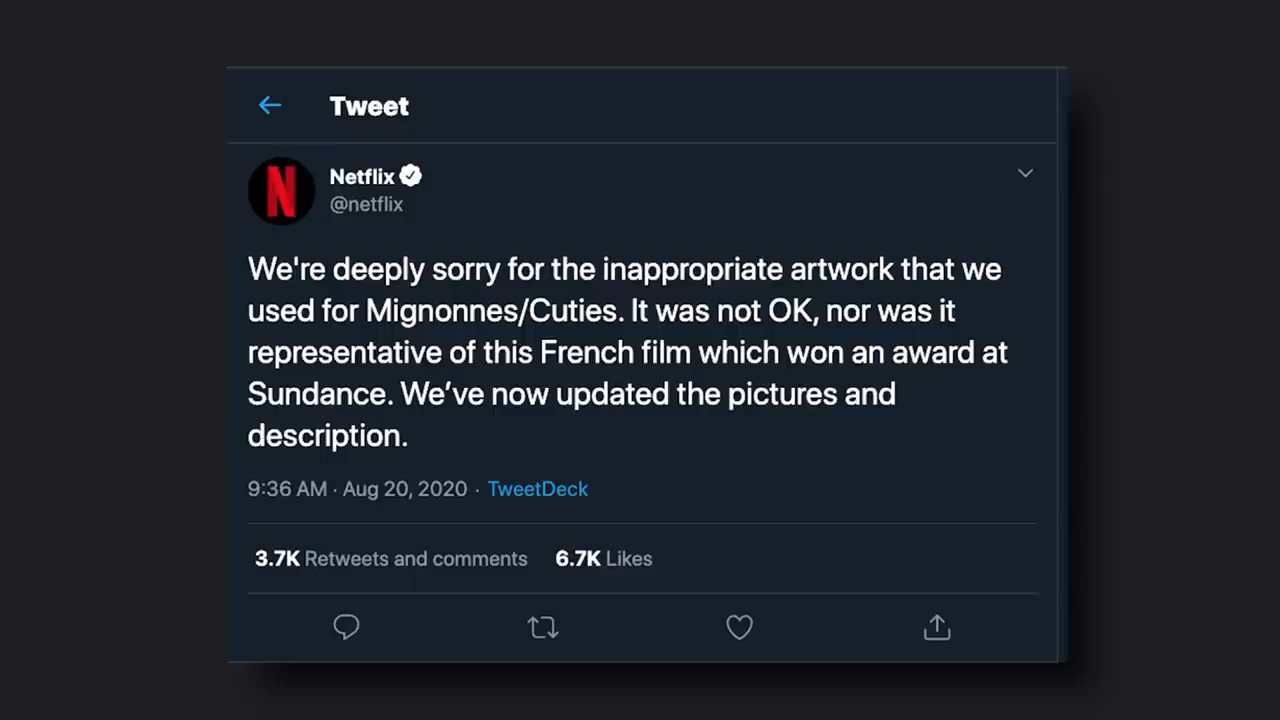 Tweet
N
Netflix
@netflix
We're deeply sorry for the inappropriate artwork that we
used for Mignonnes/Cuties. It was not OK, nor was it
representative of this French film which won an award at
Sundance. We’ve now updated the pictures and
description.
9:36 AM · Aug 20, 2020 · TweetDeck
3.7K Retweets and comments 6.7K Likes